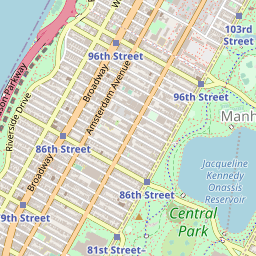 103rd
Street
96th Street
96th Street
son Parkway
Riverside Drive
Broadway
Amsterdam Avenue
Manh
86th Street
Jacqueline
Kennedy
Onassis
Reservoir
Broadway
86th Street
Central
Park
9th Street
81st Street–